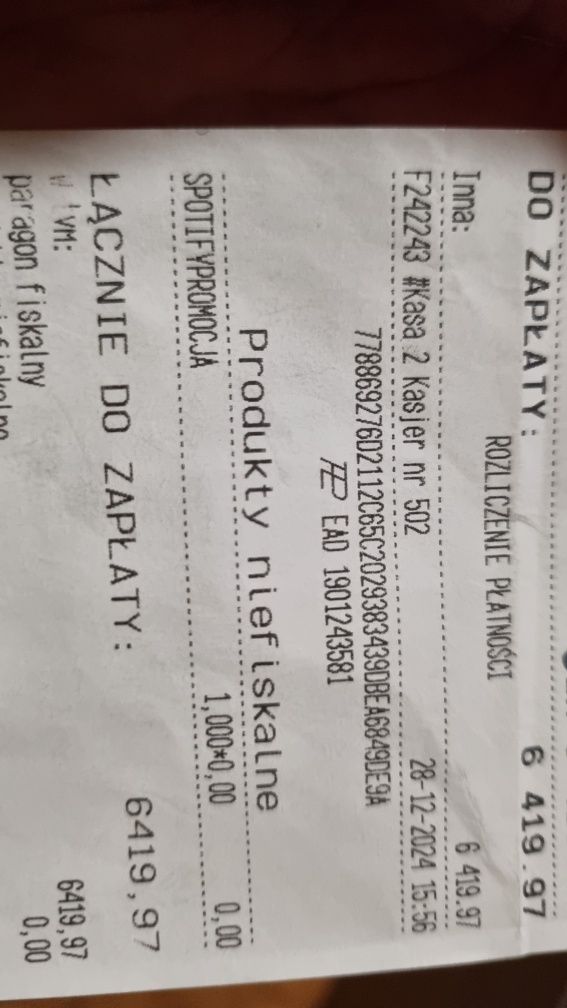 DO ZAPŁATY: 6 419.97
ROZLICZENIE PŁATNOŚCI
Inna: 6 419.97
F242243 #Kasa 2 Kasjer nr 502 28-12-2024 15:56
778869276D2112C65C2029383439DBEA6849DE9A
EAD 1901243581
Produkty niefiskalne
SPOTIFYPROMOCJA 1,000*0,00 0,00
ŁĄCZNIE DO ZAPŁATY: 6419,97
W TYM:
paragon fiskalny 6419,97
0,00